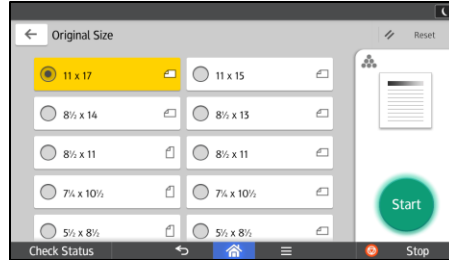 Original Size
Reset
11 x 17
11 x 15
8½ x 14
8½ x 13
8½ x 11
8½ x 11
7¼ x 10½
7¼ x 10½
5½ x 8½
5½ x 8½
Start
Check Status
Stop